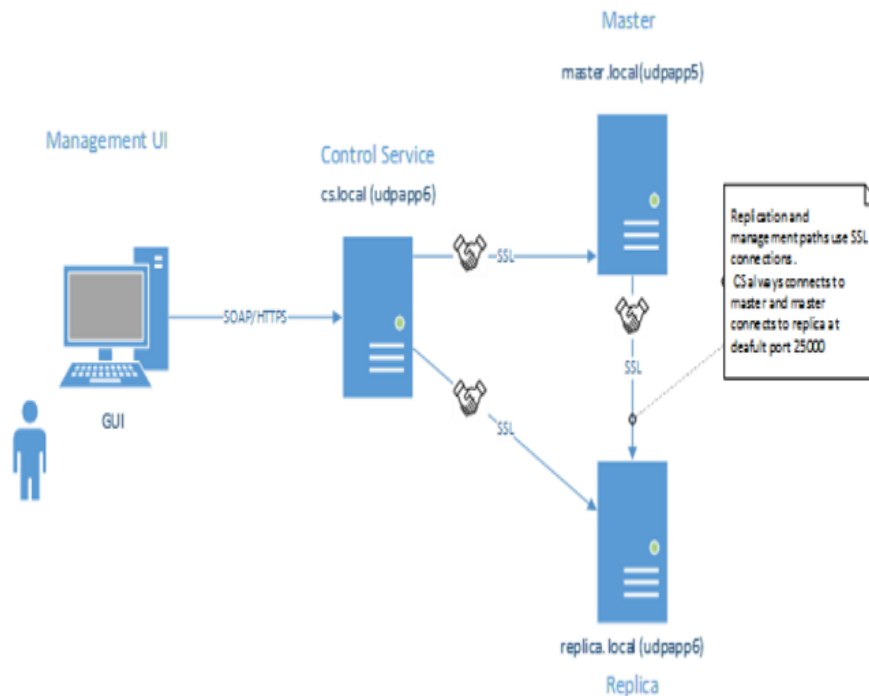 Master
master.local(udpapp5)
Management UI
Control Service
cs.local (udpapp6)
Replication and
management paths use SSL
connections .
CS always connects to
master and master
connects to replica at
deafult port 25000
SSL
SOAP/HTTPS
SSL
GUI
SSL
replica.local (udpapp6)
Replica